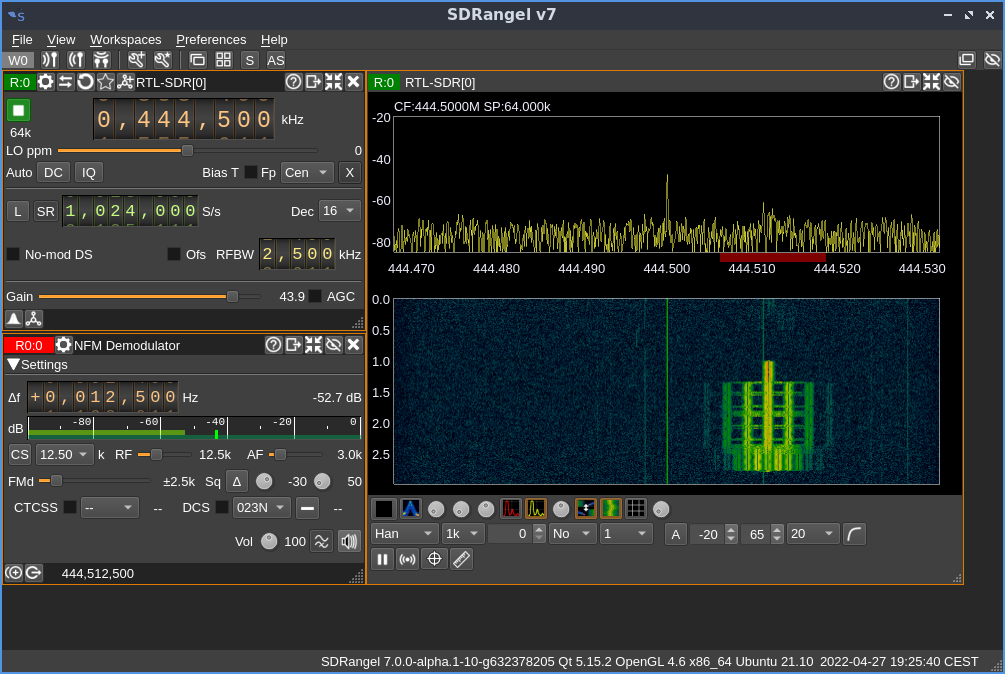 SDRangel v7
File View Workspaces Preferences Help
W0 S AS
R:0 RTL-SDR[0]
64k 0,444,500 kHz
LO ppm 0
Auto DC IQ Bias T Fp Cen X
L SR 1,024,000 S/s Dec 16
No-mod DS Ofs RFBW 2,500 kHz
Gain 43.9 AGC
R0:0 NFM Demodulator
Settings
Δf +0,012,500 Hz -52.7 dB
dB -80 -60 -40 -20 0
CS 12.50 k RF 12.5k AF 3.0k
FMd ±2.5k Sq Δ -30 50
CTCSS -- -- DCS 023N --
Vol 100
444,512,500
R:0 RTL-SDR[0]
CF:444.5000M SP:64.000k
-20
-40
-60
-80
444.470 444.480 444.490 444.500 444.510 444.520 444.530
0.0
0.5
1.0
1.5
2.0
2.5
Han 1k 0 No 1 A -20 65 20
SDRangel 7.0.0-alpha.1-10-g632378205 Qt 5.15.2 OpenGL 4.6 x86_64 Ubuntu 21.10 2022-04-27 19:25:40 CEST